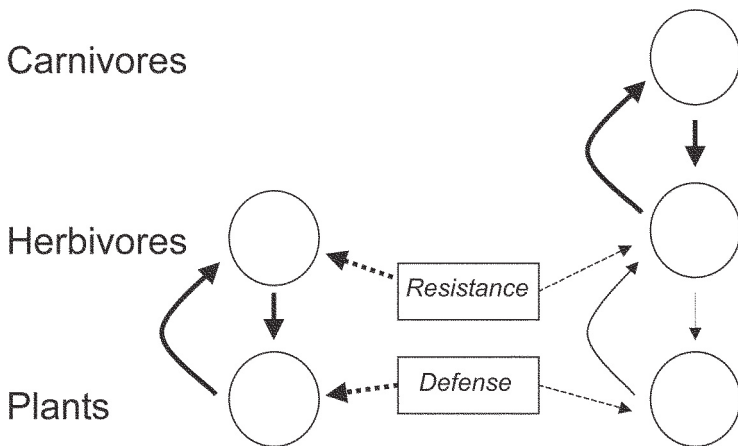 Carnivores
Herbivores
Resistance
Defense
Plants